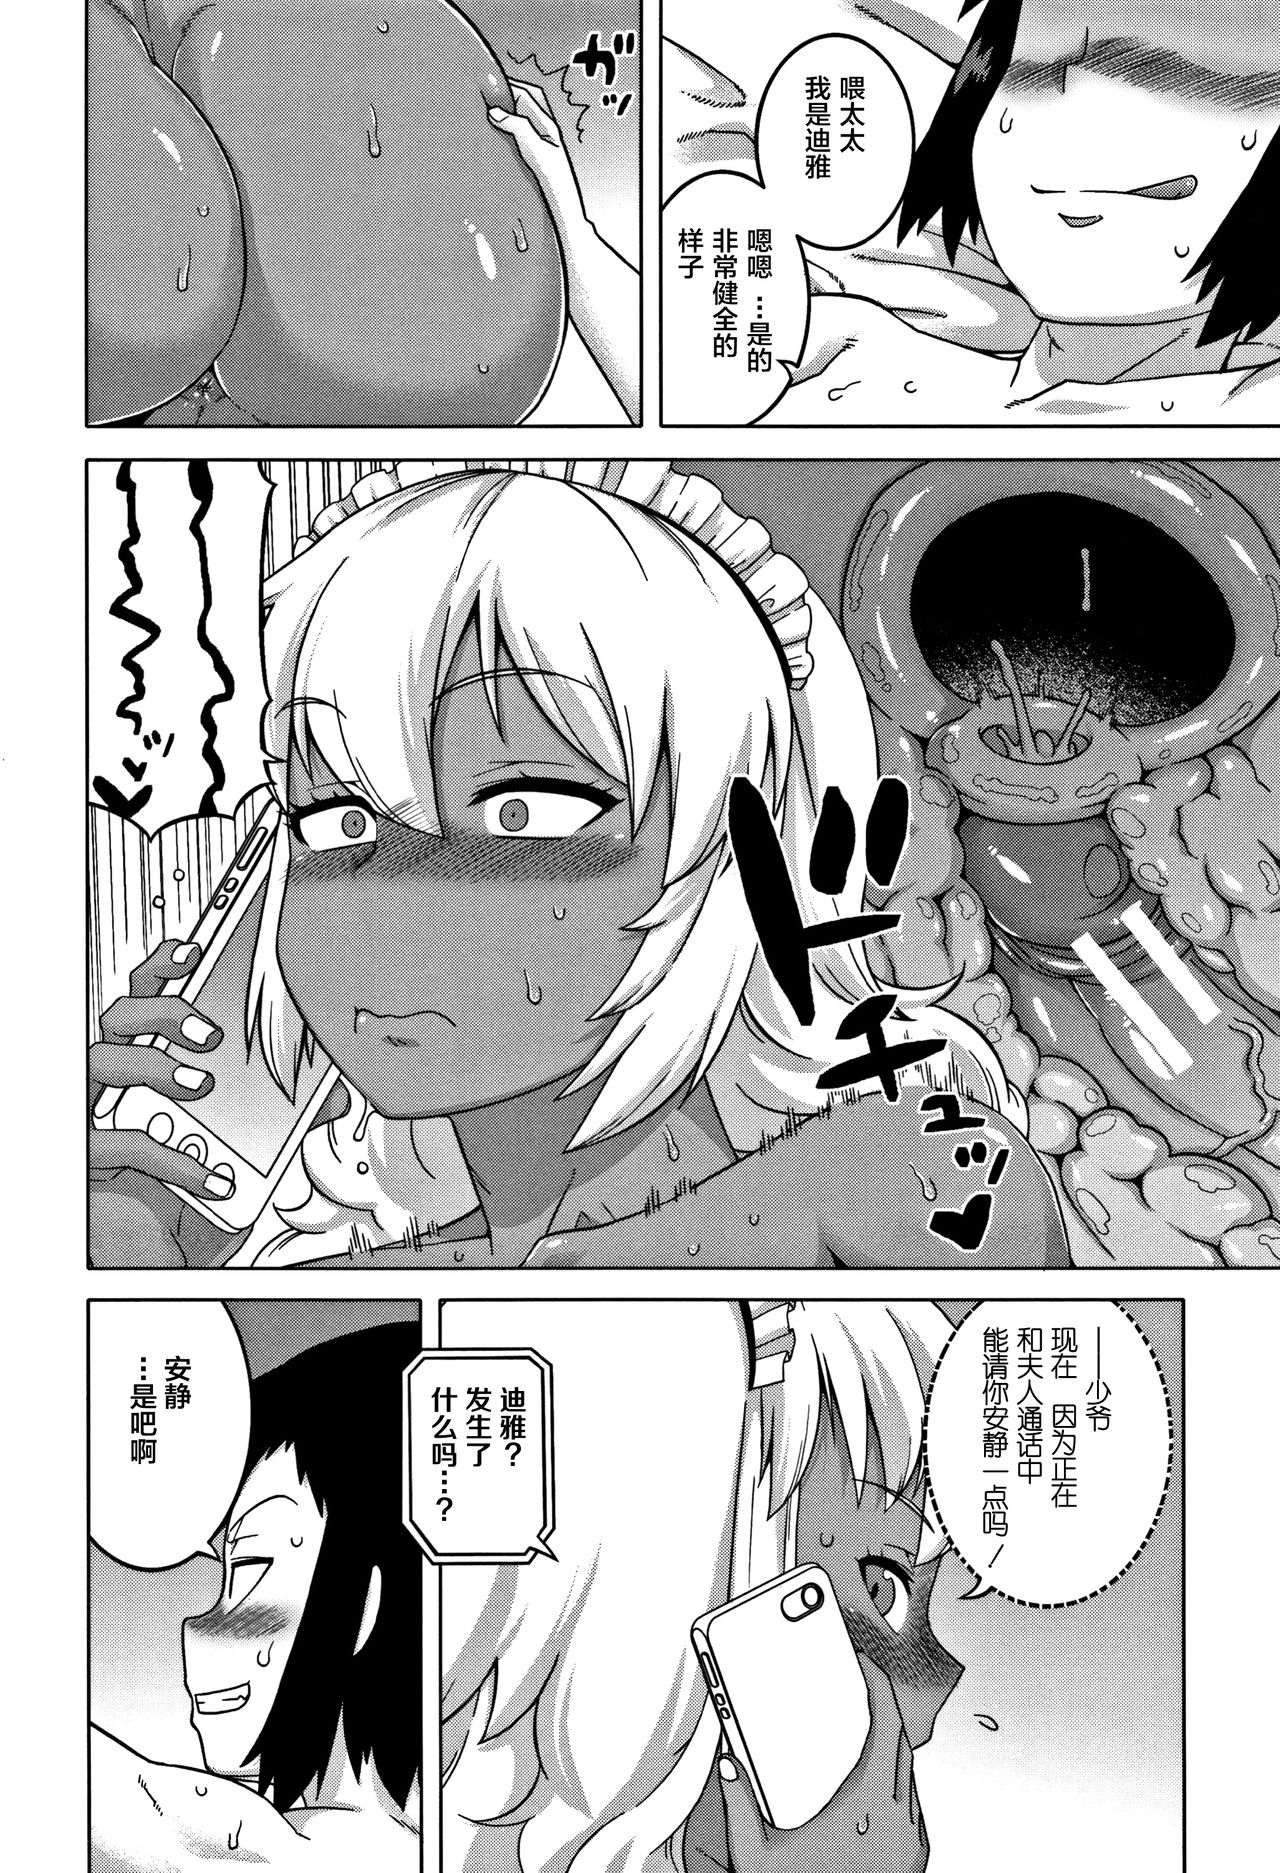 喂太太
我是迪雅
嗯嗯 …是的
非常健全的
样子
ガッ
ドチュッ
——少爷
现在 因为正在
和夫人通话中
能请你安静一点吗！
迪雅？
发生了
什么吗…？
安静
…是吧啊